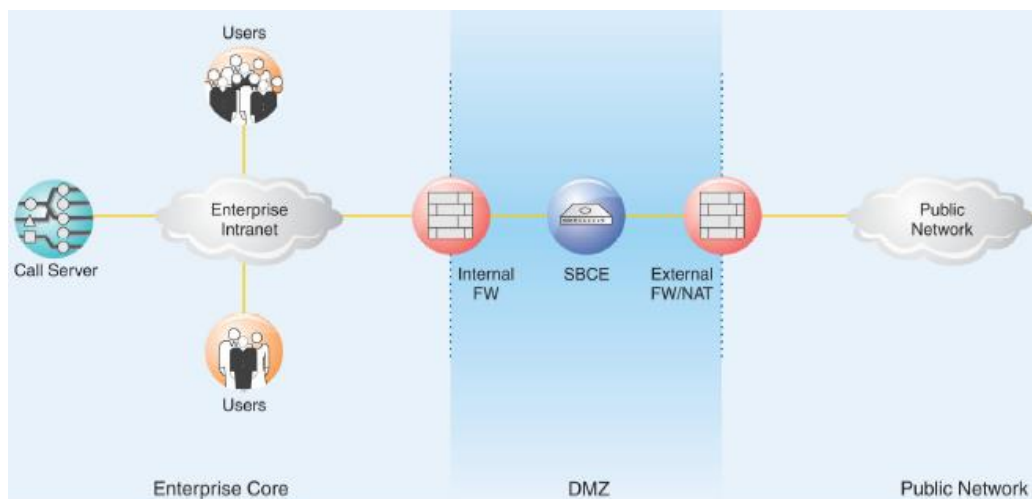 Users
Enterprise
Intranet
Call Server
Users
Internal
FW
SBCE
External
FW/NAT
Public
Network
Enterprise Core
DMZ
Public Network